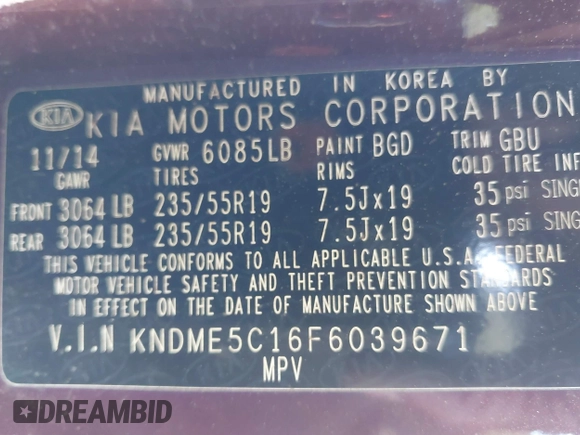 MANUFACTURED IN KOREA BY
KIA KIA MOTORS CORPORATION
11/14 GVWR 6085LB PAINT BGD TRIM GBU
GAWR TIRES RIMS COLD TIRE INF
FRONT 3064 LB 235/55R19 7.5Jx19 35 psi SING
REAR 3064 LB 235/55R19 7.5Jx19 35 psi SING
THIS VEHICLE CONFORMS TO ALL APPLICABLE U.S.A. FEDERAL
MOTOR VEHICLE SAFETY AND THEFT PREVENTION STANDARDS
IN EFFECT ON THE DATE OF MANUFACTURE SHOWN ABOVE
V.I.N KNDME5C16F6039671
MPV
DREAMBID